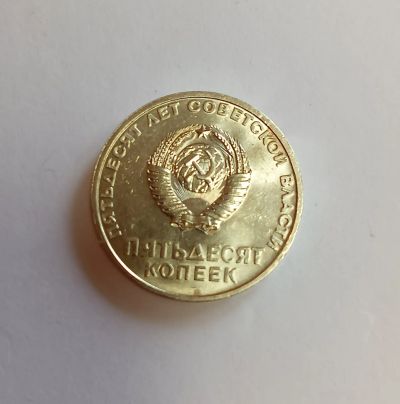 ПЯТЬДЕСЯТ ЛЕТ СОВЕТСКОЙ ВЛАСТИ
ПЯТЬДЕСЯТ
КОПЕЕК